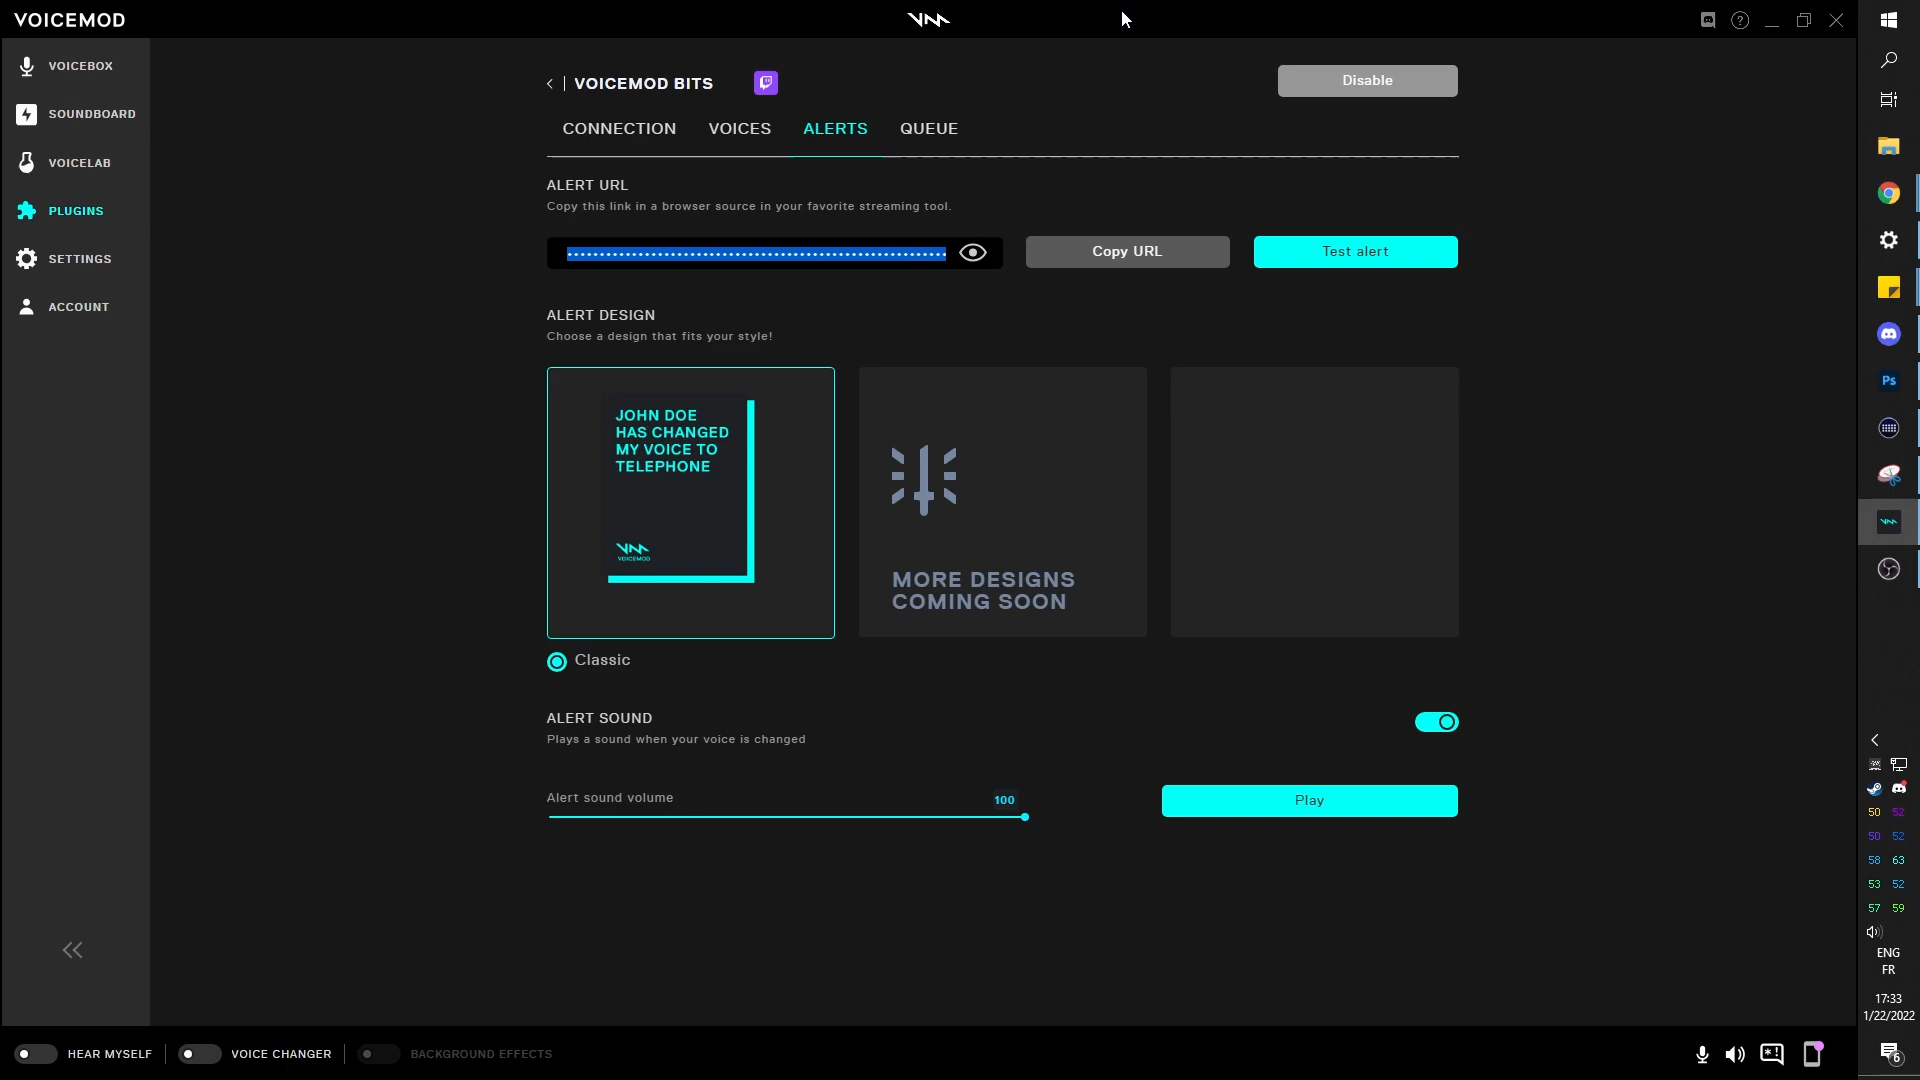 VOICEMOD
VOICEBOX
SOUNDBOARD
VOICELAB
PLUGINS
SETTINGS
ACCOUNT
VOICEMOD BITS
Disable
CONNECTION
VOICES
ALERTS
QUEUE
ALERT URL
Copy this link in a browser source in your favorite streaming tool.
Copy URL
Test alert
ALERT DESIGN
Choose a design that fits your style!
JOHN DOE
HAS CHANGED
MY VOICE TO
TELEPHONE
VOICEMOD
MORE DESIGNS
COMING SOON
Classic
ALERT SOUND
Plays a sound when your voice is changed
Alert sound volume
100
Play
HEAR MYSELF
VOICE CHANGER
BACKGROUND EFFECTS
Ps
50 52
50 52
58 63
53 52
57 59
ENG
FR
17:33
1/22/2022
6